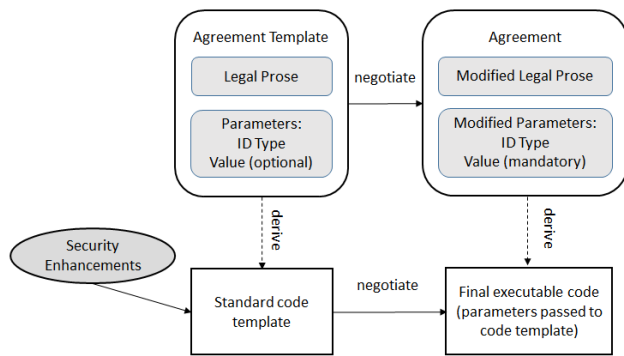 Agreement Template
Legal Prose
Parameters:
ID Type
Value (optional)
negotiate
Agreement
Modified Legal Prose
Modified Parameters:
ID Type
Value (mandatory)
derive
derive
Security
Enhancements
Standard code
template
negotiate
Final executable code
(parameters passed to
code template)